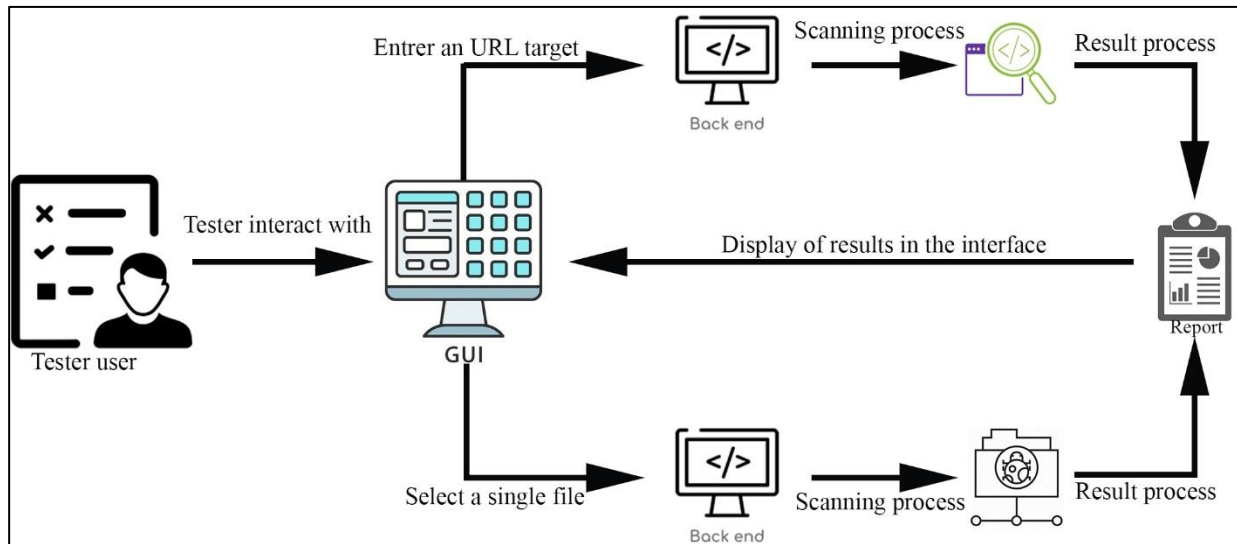 Entrer an URL target
Scanning process
Result process
</>
Back end
Tester interact with
Display of results in the interface
Tester user
GUI
Report
</>
Select a single file
Scanning process
Result process
Back end